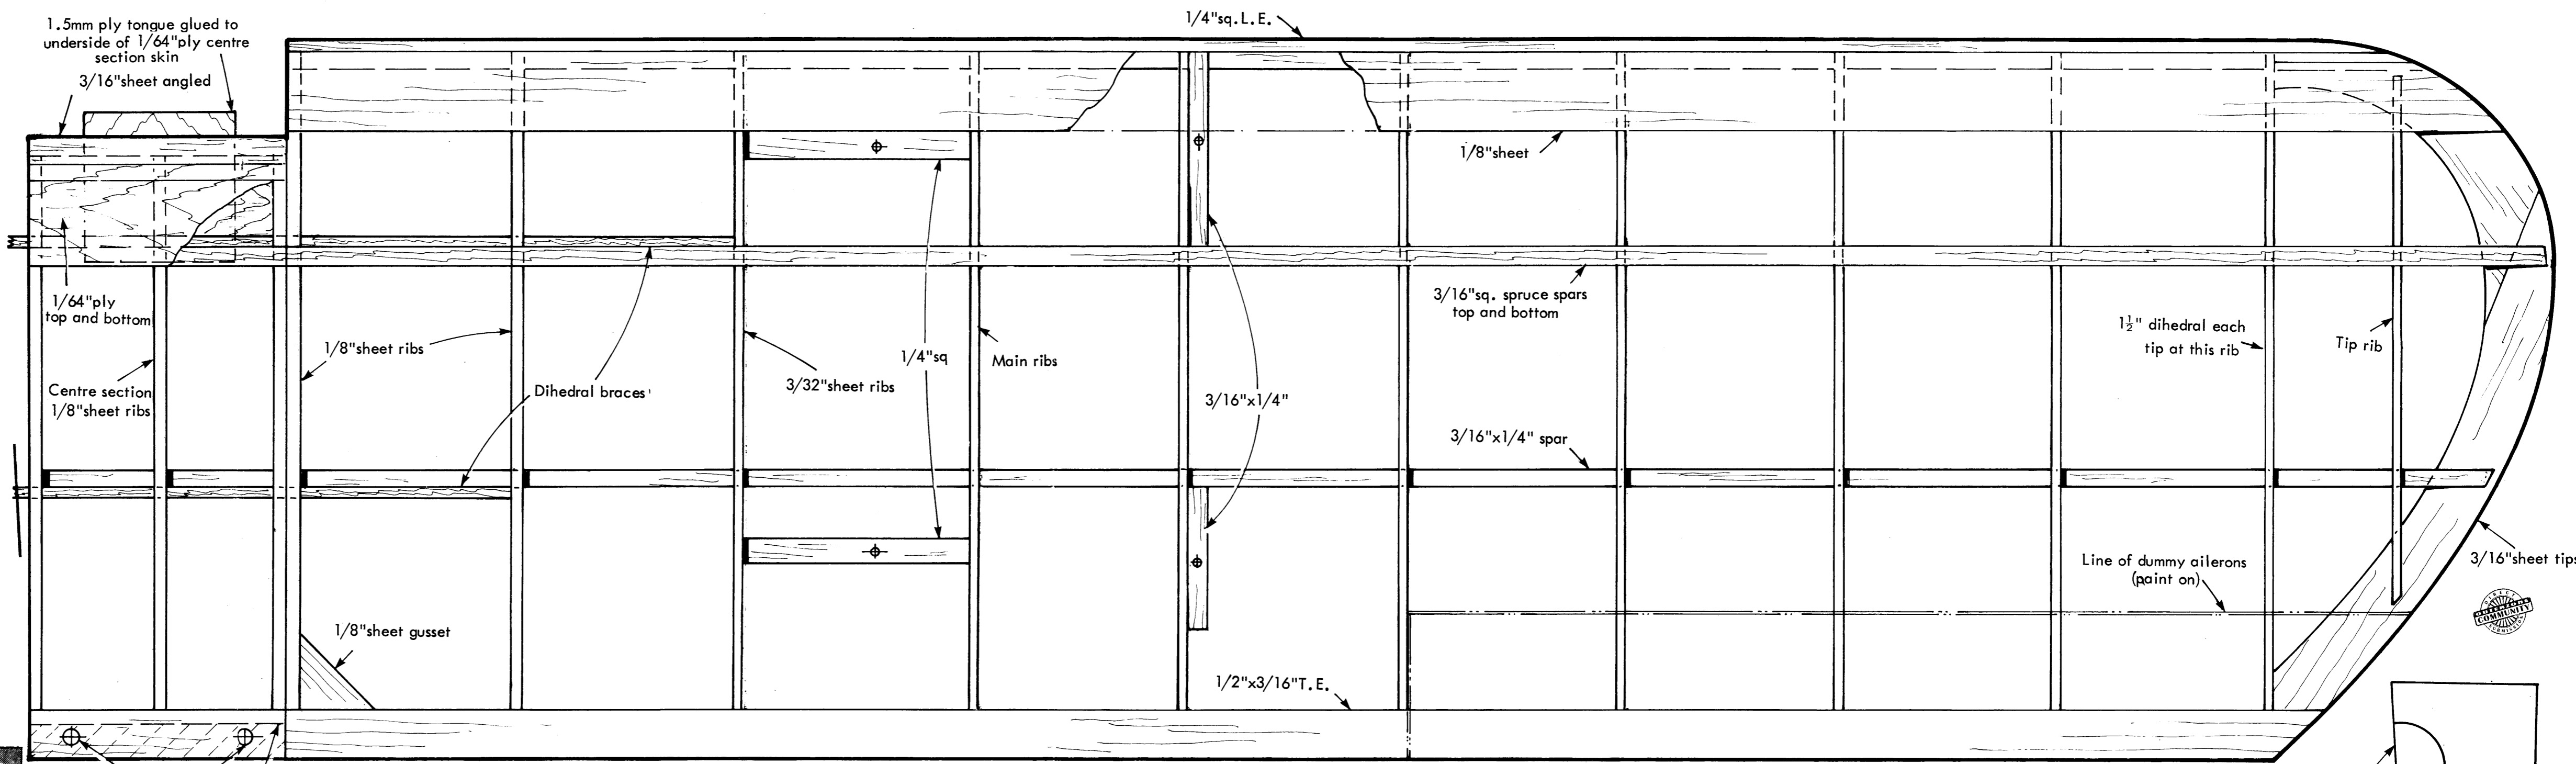 1.5mm ply tongue glued to
underside of 1/64"ply centre
section skin
3/16"sheet angled
1/4"sq.L.E.
1/8"sheet
1/64"ply
top and bottom
3/16"sq. spruce spars
top and bottom
1/8"sheet ribs
1/4"sq
Main ribs
1½" dihedral each
tip at this rib
Tip rib
Centre section
1/8"sheet ribs
Dihedral braces
3/32"sheet ribs
3/16"x1/4"
3/16"x1/4" spar
Line of dummy ailerons
(paint on)
3/16"sheet tips
COMMUNITY
1/8"sheet gusset
1/2"x3/16"T.E.